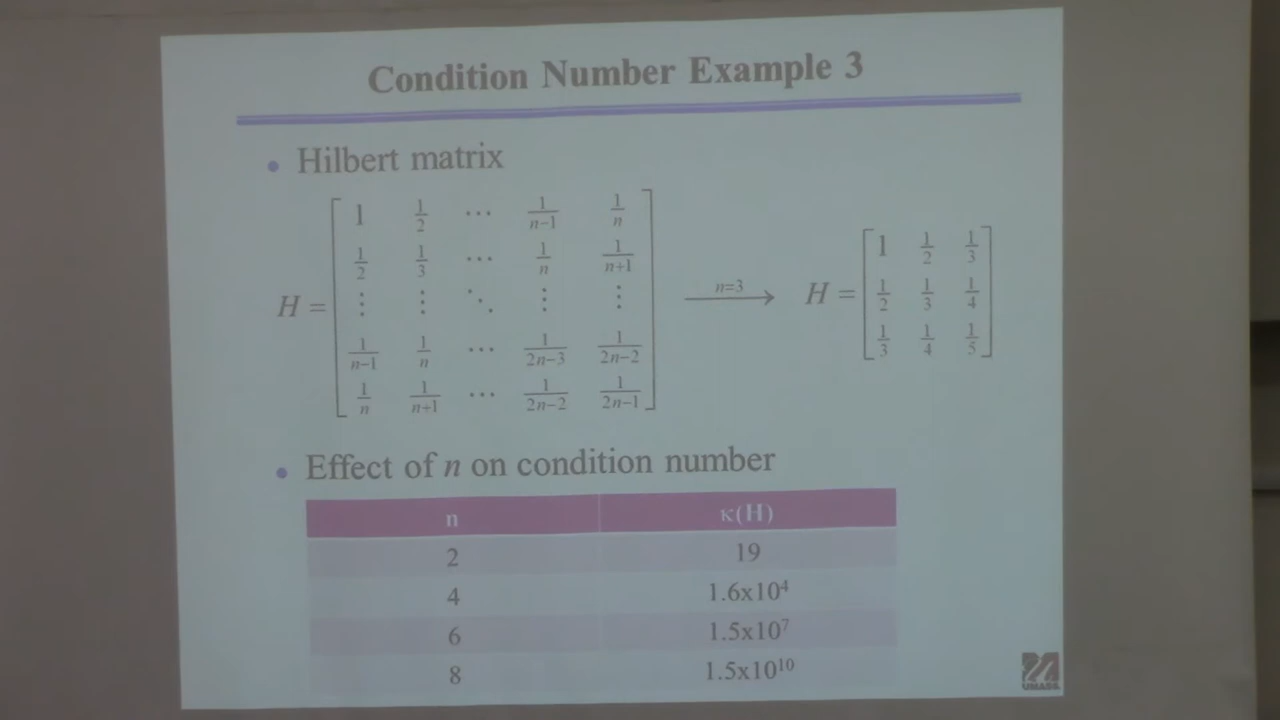 Condition Number Example 3
• Hilbert matrix
H = [ 1 1/2 ⋯ 1/(n−1) 1/n
1/2 1/3 ⋯ 1/n 1/(n+1)
⋮ ⋮ ⋱ ⋮ ⋮
1/(n−1) 1/n ⋯ 1/(2n−3) 1/(2n−2)
1/n 1/(n+1) ⋯ 1/(2n−2) 1/(2n−1) ]
n=3 →
H = [ 1 1/2 1/3
1/2 1/3 1/4
1/3 1/4 1/5 ]
• Effect of n on condition number
n κ(H)
2 19
4 1.6x10⁴
6 1.5x10⁷
8 1.5x10¹⁰
UMASS